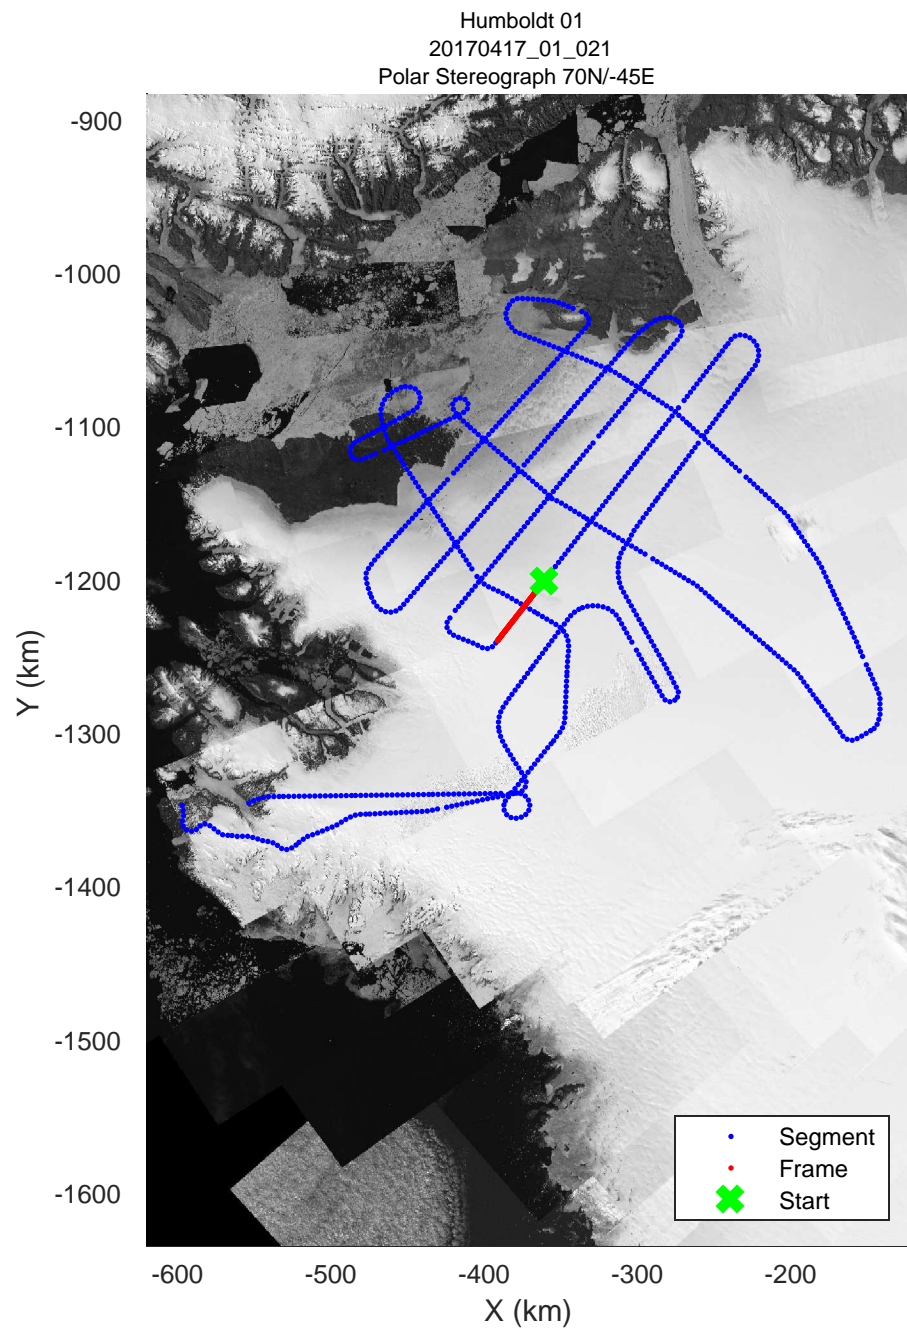 Humboldt 01
20170417_01_021
Polar Stereograph 70N/-45E
-900
-1000
-1100
-1200
-1300
-1400
-1500
-1600
Y (km)
Segment
Frame
Start
-600 -500 -400 -300 -200
X (km)